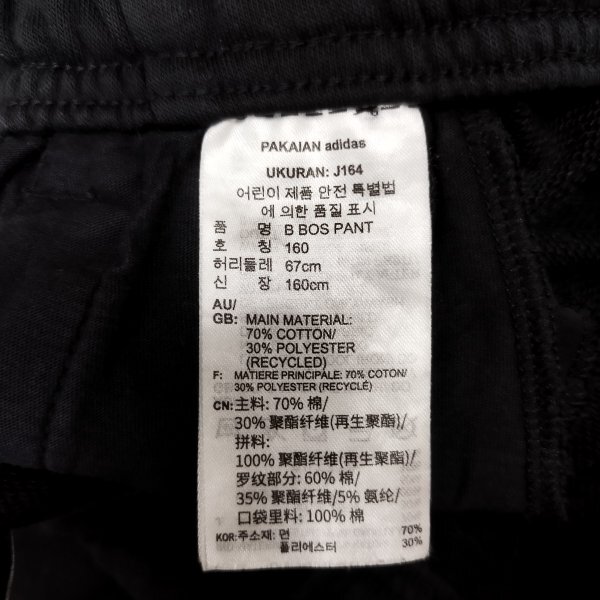 PAKAIAN adidas
UKURAN: J164
어린이 제품 안전 특별법
에 의한 품질 표시
품 명 B BOS PANT
호 칭 160
허리둘레 67cm
신 장 160cm
AU/
GB: MAIN MATERIAL:
70% COTTON/
30% POLYESTER
(RECYCLED)
F: MATIERE PRINCIPALE: 70% COTON/
30% POLYESTER (RECYCLÉ)
CN: 主料: 70% 棉/
30% 聚酯纤维(再生聚酯)/
拼料:
100% 聚酯纤维(再生聚酯)/
罗纹部分: 60% 棉/
35% 聚酯纤维/5% 氨纶/
口袋里料: 100% 棉
KOR: 주소재: 면 70%
폴리에스터 30%